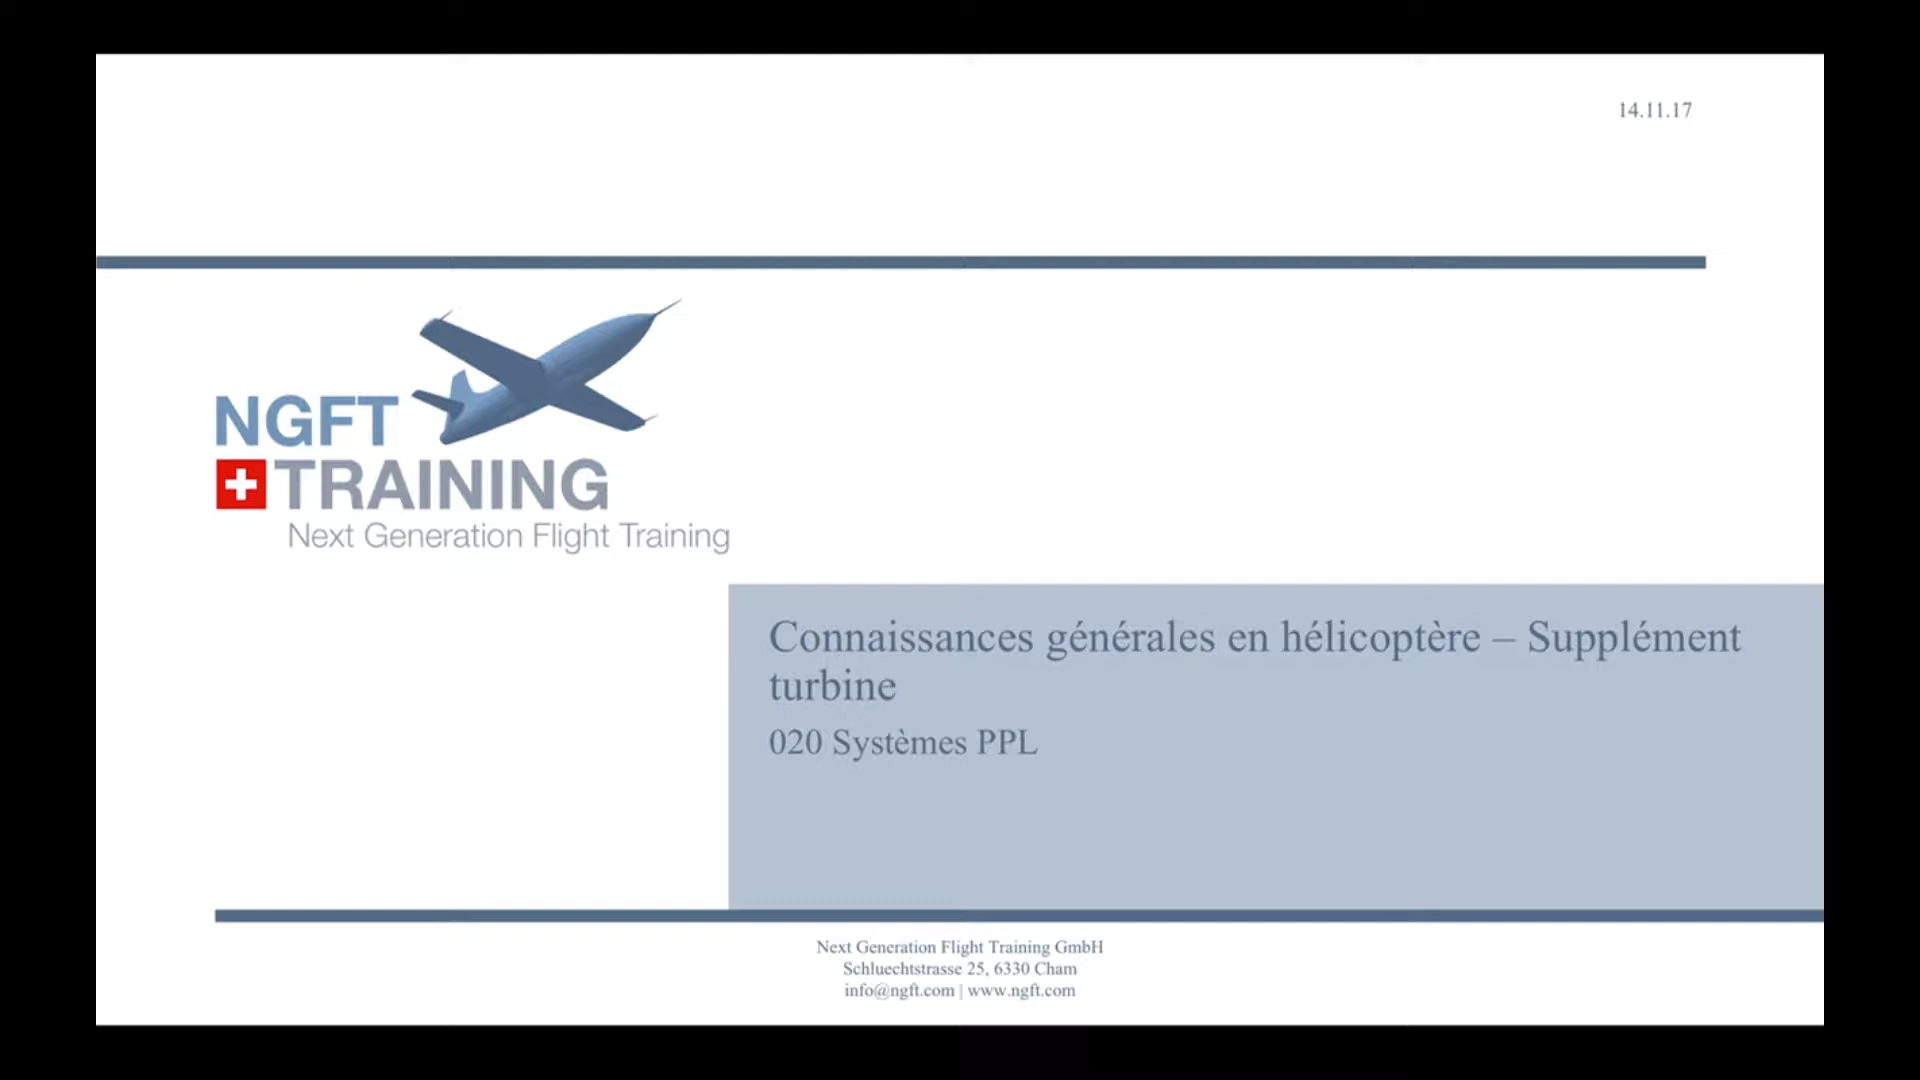 14.11.17
NGFT
TRAINING
Next Generation Flight Training
Connaissances générales en hélicoptère – Supplément
turbine
020 Systèmes PPL
Next Generation Flight Training GmbH
Schluechtstrasse 25, 6330 Cham
info@ngft.com | www.ngft.com